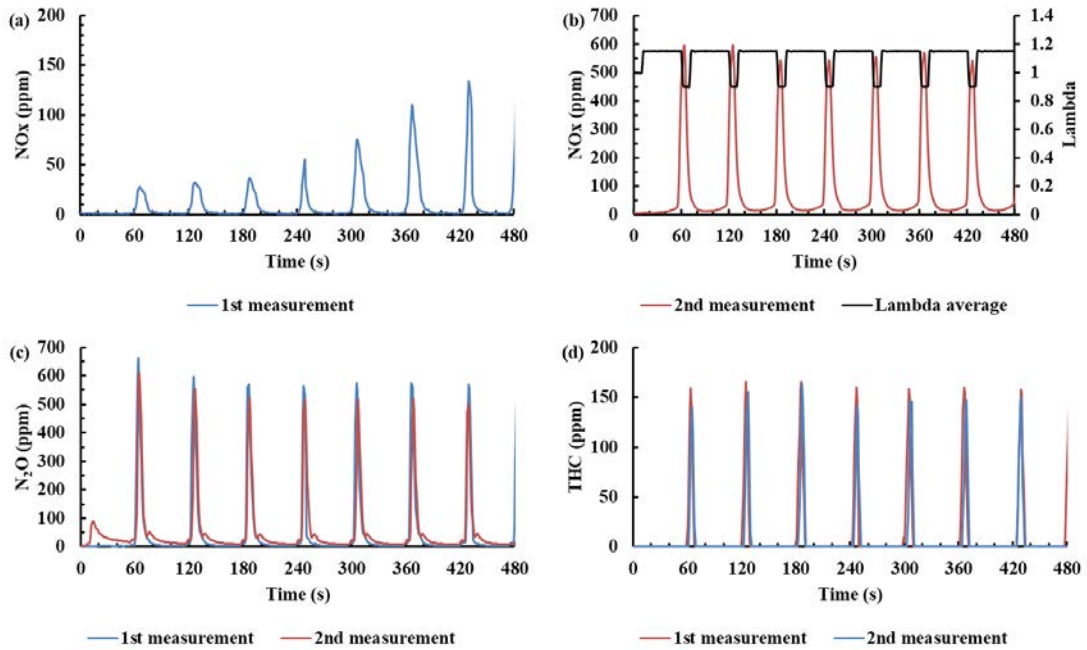 (a)
200
150
100
50
0
NOx (ppm)
0 60 120 180 240 300 360 420 480
Time (s)
1st measurement
(b)
700
600
500
400
300
200
100
0
NOx (ppm)
1.4
1.2
1
0.8
0.6
0.4
0.2
0
Lambda
0 60 120 180 240 300 360 420 480
Time (s)
2nd measurement Lambda average
(c)
700
600
500
400
300
200
100
0
N₂O (ppm)
0 60 120 180 240 300 360 420 480
Time (s)
1st measurement 2nd measurement
(d)
200
150
100
50
0
THC (ppm)
0 60 120 180 240 300 360 420 480
Time (s)
1st measurement 2nd measurement